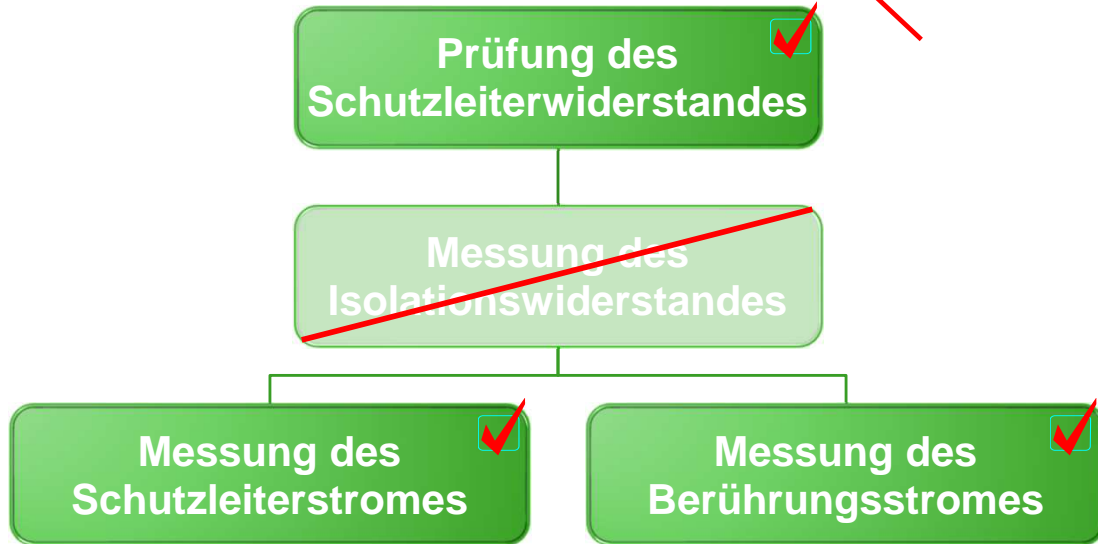 Prüfung des
Schutzleiterwiderstandes
Messung des
Isolationswiderstandes
Messung des
Schutzleiterstromes
Messung des
Berührungsstromes